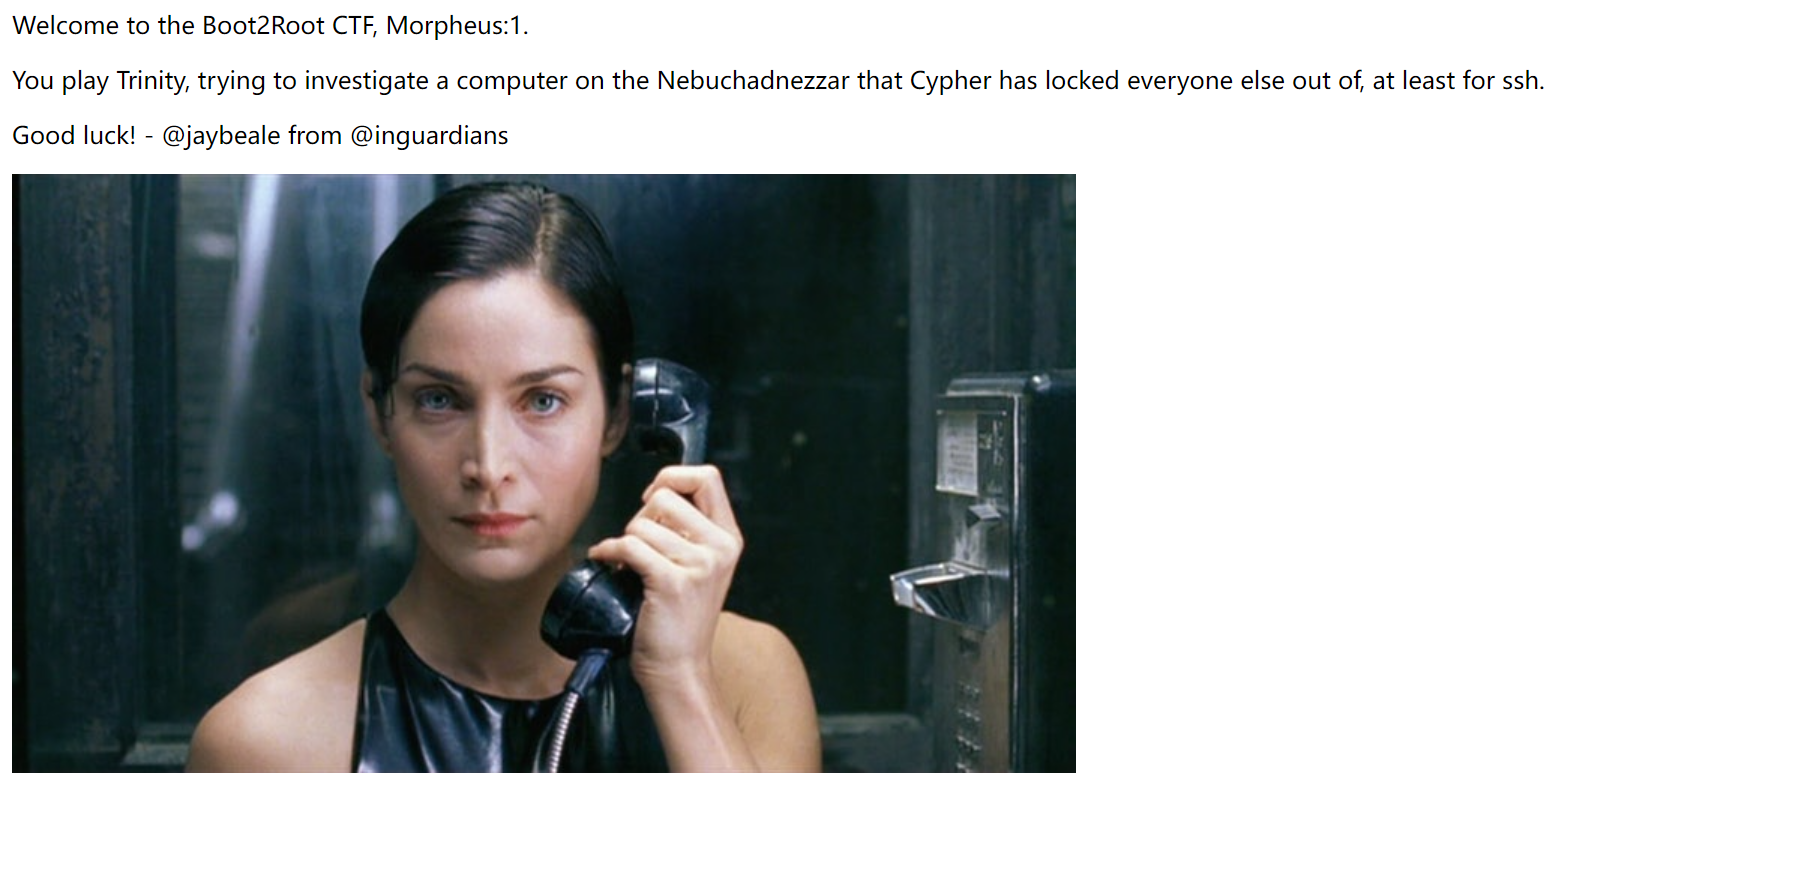 Welcome to the Boot2Root CTF, Morpheus:1.
You play Trinity, trying to investigate a computer on the Nebuchadnezzar that Cypher has locked everyone else out of, at least for ssh.
Good luck! - @jaybeale from @inguardians